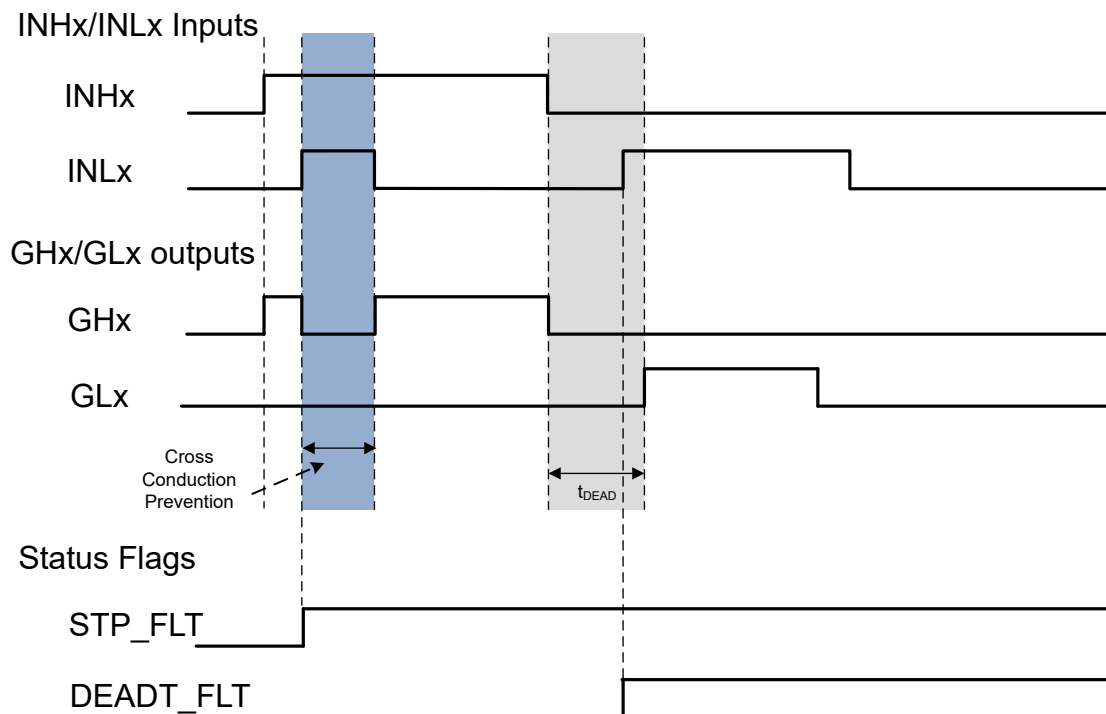 INHx/INLx Inputs
INHx
INLx
GHx/GLx outputs
GHx
GLx
Cross
Conduction
Prevention
tDEAD
Status Flags
STP_FLT
DEADT_FLT